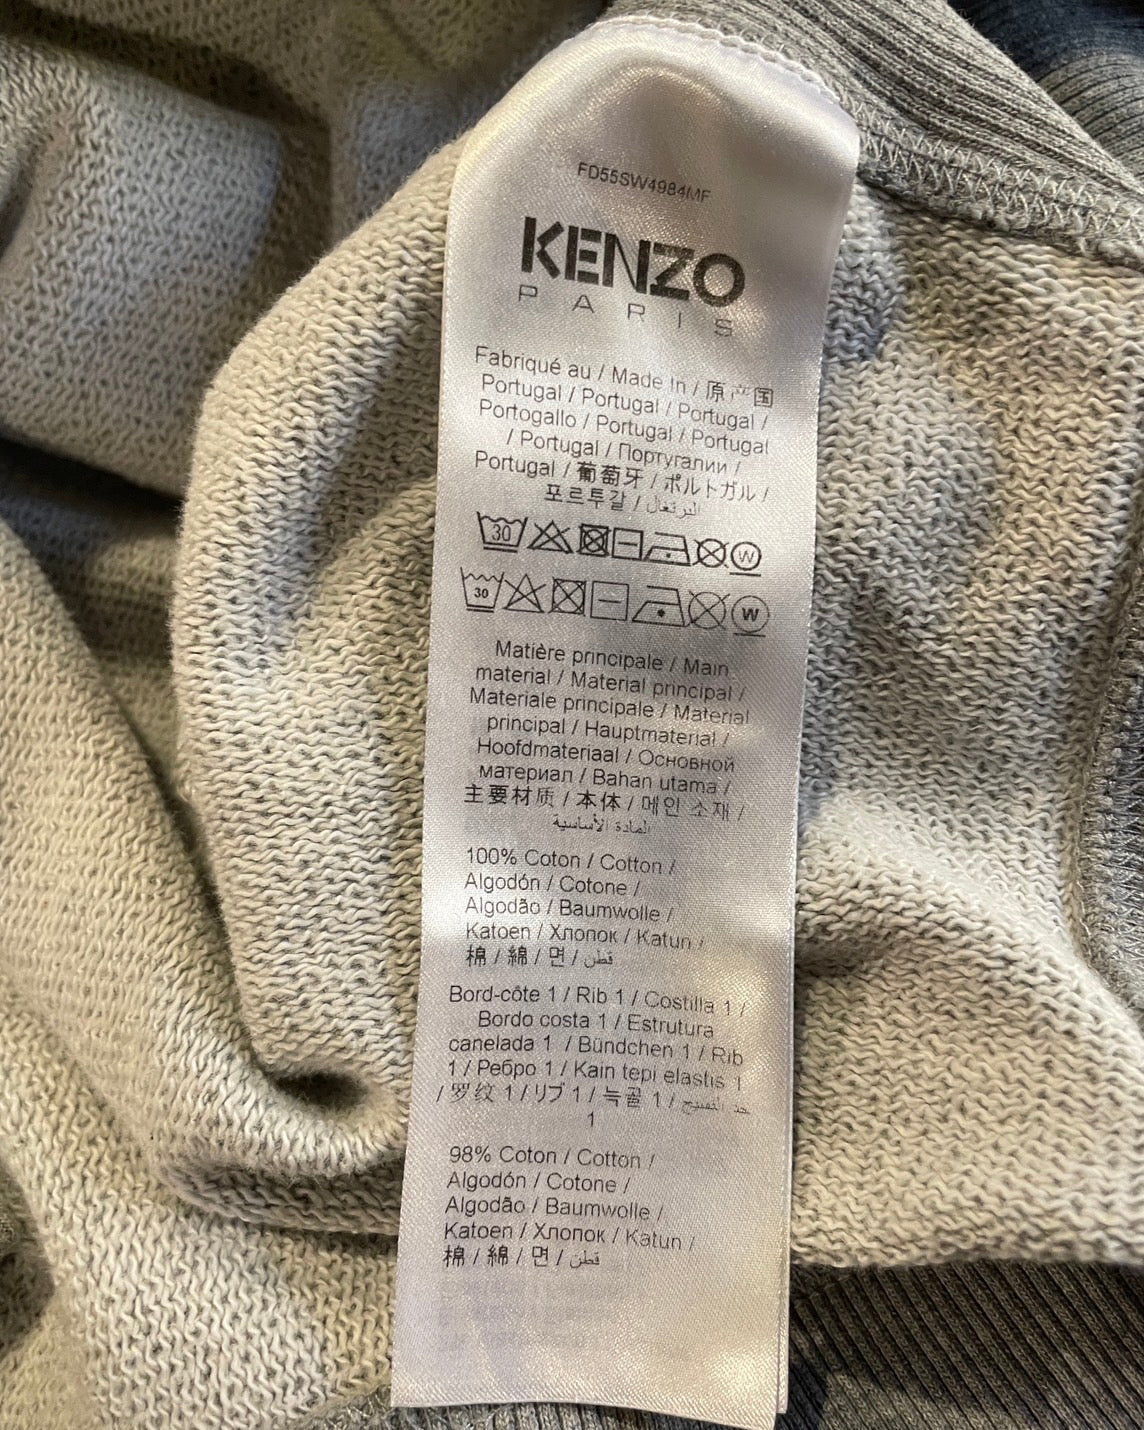 FD55SW4984MF
KENZO
PARIS
Fabriqué au / Made In / 原产国
Portugal / Portugal / Portugal /
Portogallo / Portugal / Portugal
/ Portugal / Португалии /
Portugal / 葡萄牙 / ポルトガル /
포르투갈 / البرتغال
30
W
30
W
Matière principale / Main
material / Material principal /
Materiale principale / Material
principal / Hauptmaterial /
Hoofdmateriaal / Основной
материал / Bahan utama /
主要材质 / 本体 / 메인 소재 /
المادة الأساسية
100% Coton / Cotton /
Algodón / Cotone /
Algodão / Baumwolle /
Katoen / Хлопок / Katun /
棉 / 綿 / 면 / قطن
Bord-côte 1 / Rib 1 / Costilla 1 /
Bordo costa 1 / Estrutura
canelada 1 / Bündchen 1 / Rib
1 / Ребро 1 / Kain tepi elastis 1
/ 罗纹 1 / リブ 1 / 늑골 1 /
1
98% Coton / Cotton /
Algodón / Cotone /
Algodão / Baumwolle /
Katoen / Хлопок / Katun /
棉 / 綿 / 면 / قطن